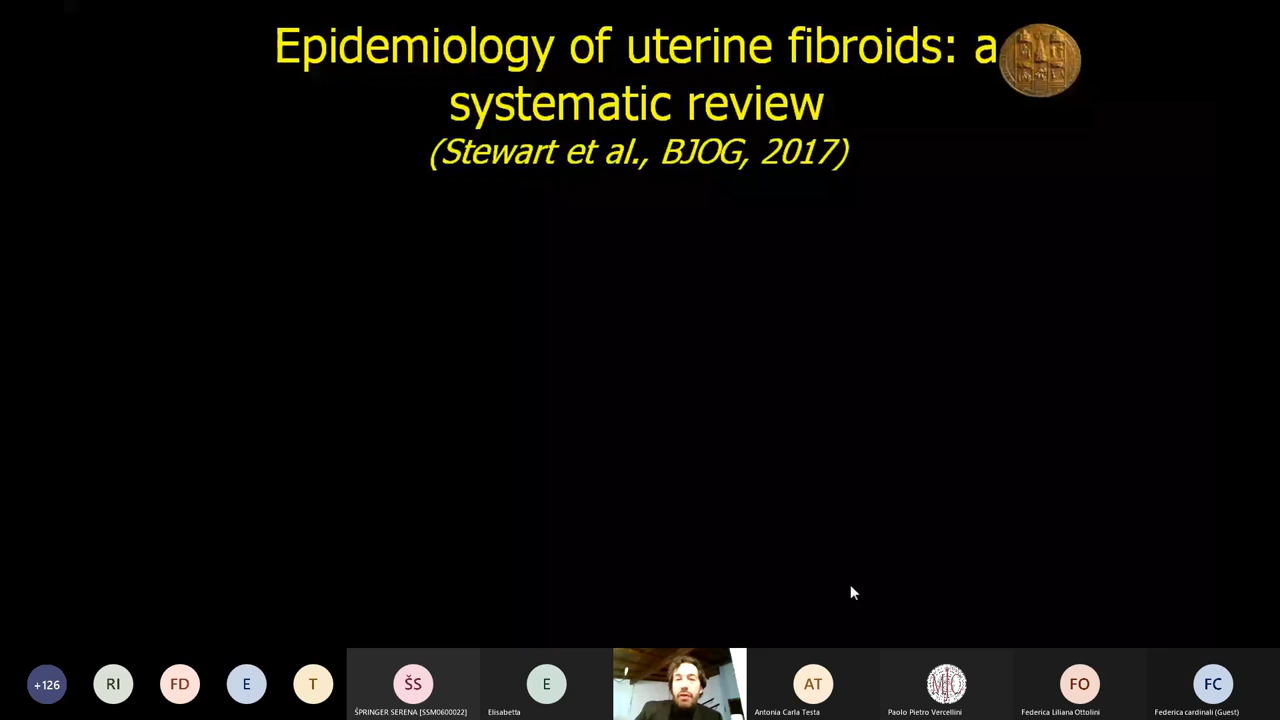 Epidemiology of uterine fibroids: a
systematic review
(Stewart et al., BJOG, 2017)
+126
RI
FD
E
T
ŠS
E
AT
FO
FC
ŠPRINGER SERENA [SSM0600022]
Elisabetta
Antonia Carla Testa
Paolo Pietro Vercellini
Federica Liliana Ottolini
Federica cardinali (Guest)